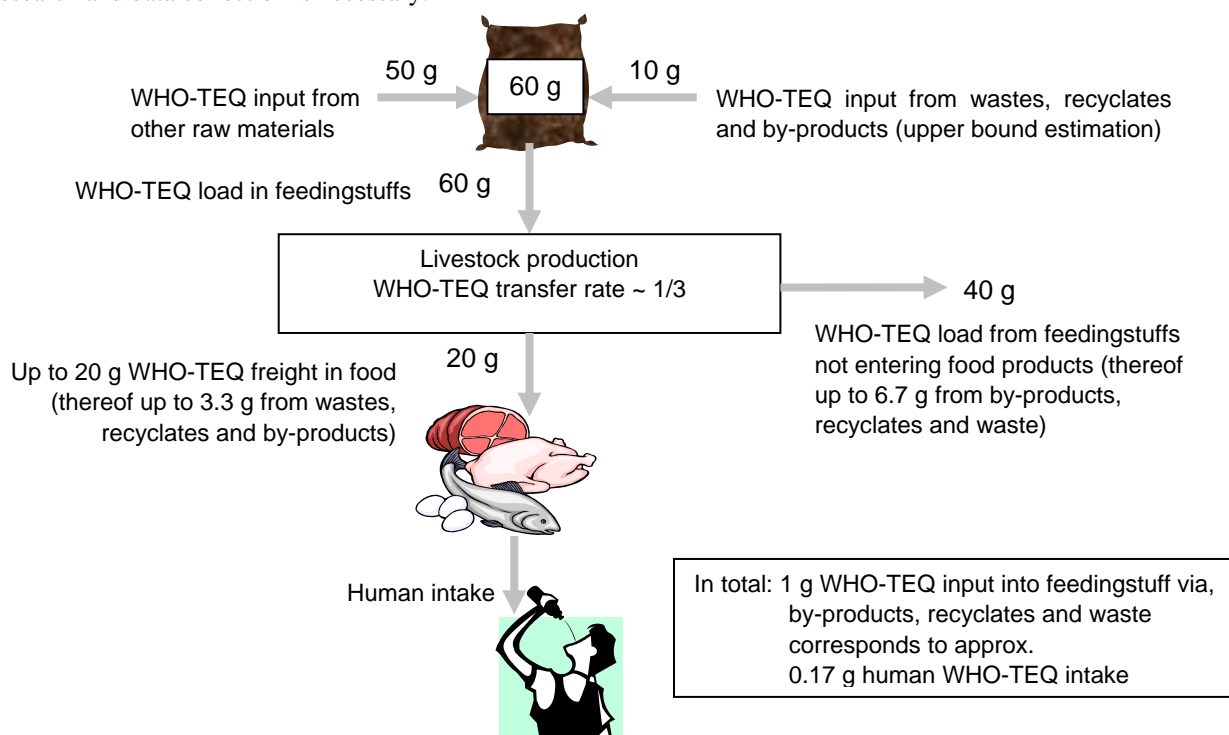 50 g
60 g
10 g
WHO-TEQ input from
other raw materials
WHO-TEQ input from wastes, recyclates
and by-products (upper bound estimation)
WHO-TEQ load in feedingstuffs
60 g
Livestock production
WHO-TEQ transfer rate ~ 1/3
40 g
WHO-TEQ load from feedingstuffs
not entering food products (thereof
up to 6.7 g from by-products,
recyclates and waste)
20 g
Up to 20 g WHO-TEQ freight in food
(thereof up to 3.3 g from wastes,
recyclates and by-products)
Human intake
In total: 1 g WHO-TEQ input into feedingstuff via,
by-products, recyclates and waste
corresponds to approx.
0.17 g human WHO-TEQ intake